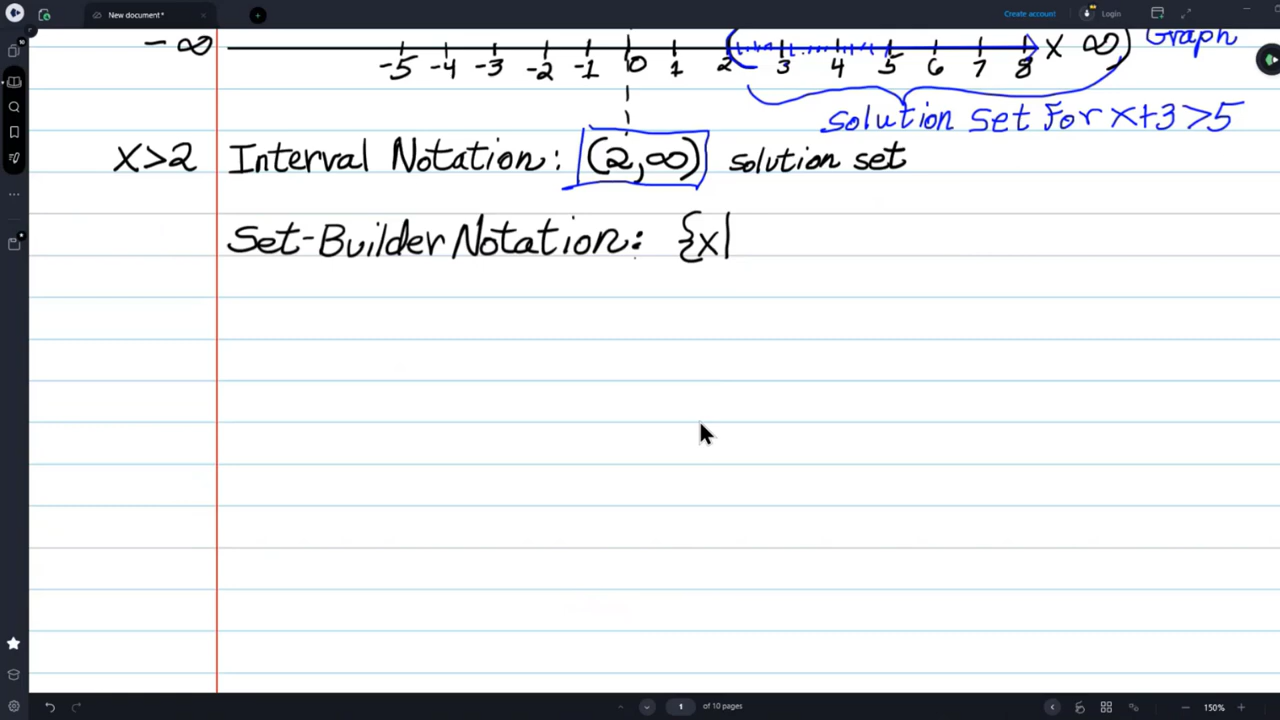 New document*
Create account
Login
- ∞ -5 -4 -3 -2 -1 0 1 2 3 4 5 6 7 8 x ∞) Graph
solution set for x+3>5
x>2 Interval Notation: (2,∞) solution set
Set-Builder Notation: {x|
1 of 10 pages
150%